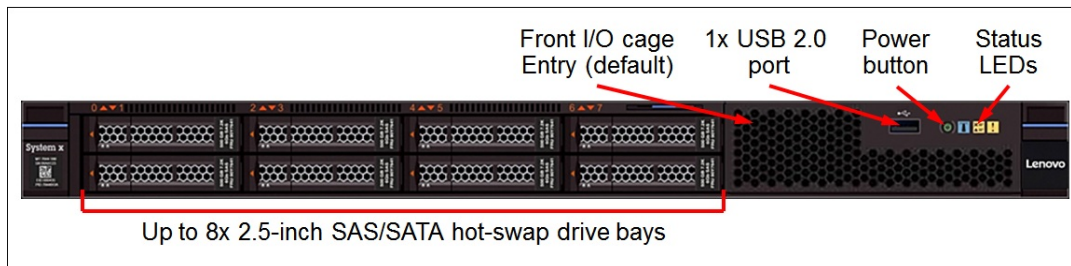 Front I/O cage
Entry (default)
1x USB 2.0
port
Power
button
Status
LEDs
0▲▼1
2▲▼3
4▲▼5
6▲▼7
System x
Lenovo
Up to 8x 2.5-inch SAS/SATA hot-swap drive bays